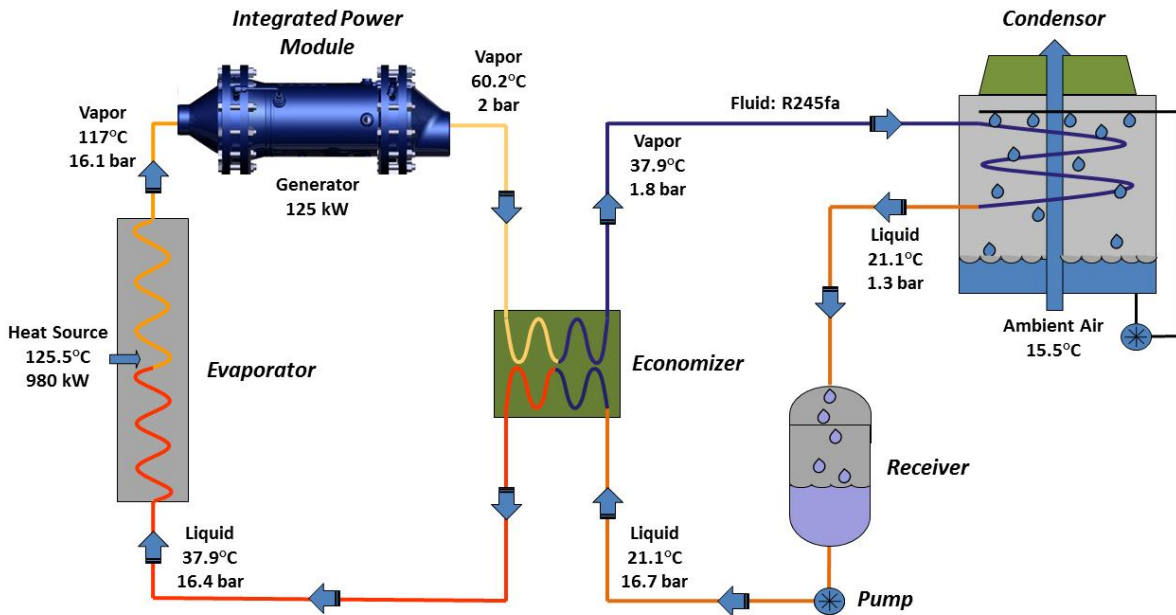 Integrated Power
Module
Condensor
Vapor
60.2°C
2 bar
Vapor
117°C
16.1 bar
Fluid: R245fa
Vapor
37.9°C
1.8 bar
Generator
125 kW
Liquid
21.1°C
1.3 bar
Heat Source
125.5°C
980 kW
Evaporator
Economizer
Ambient Air
15.5°C
Receiver
Liquid
37.9°C
16.4 bar
Liquid
21.1°C
16.7 bar
Pump